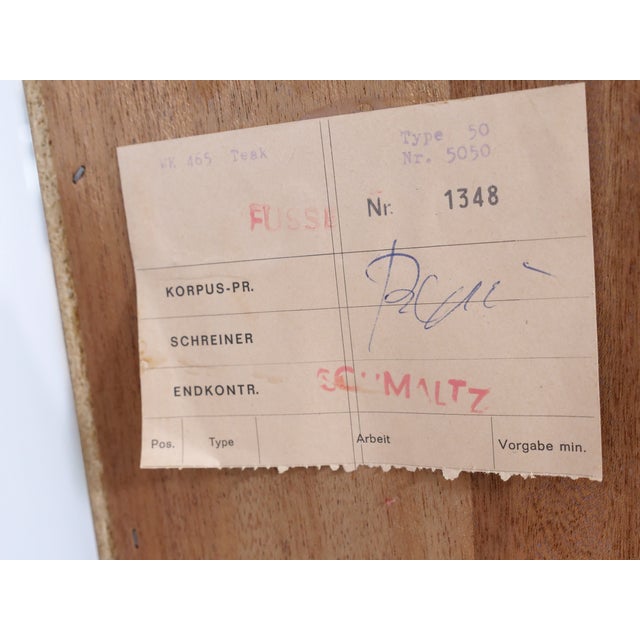 WK 465 Teak
Type 50
Nr. 5050
FUSSE
Nr. 1348
KORPUS-PR.
SCHREINER
ENDKONTR.
SCHMALTZ
Pos. Type Arbeit Vorgabe min.